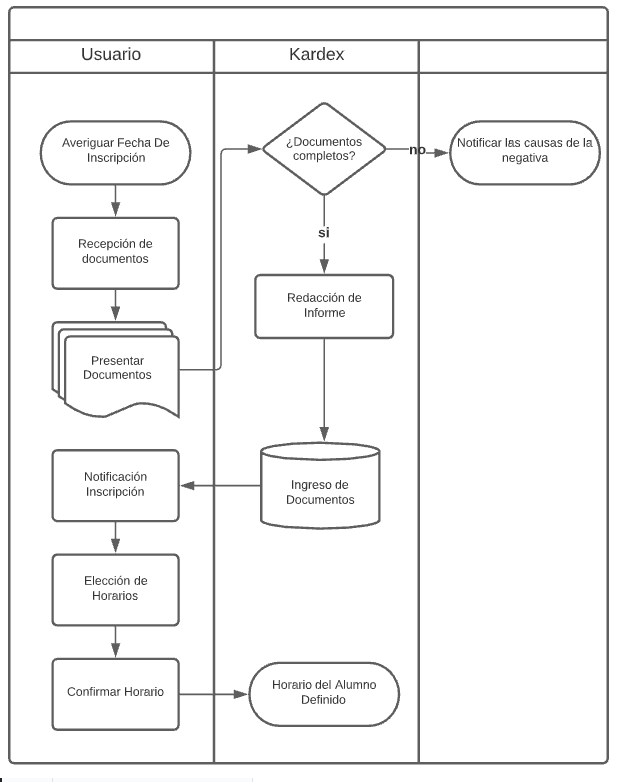 Usuario
Kardex
Averiguar Fecha De
Inscripción
Recepción de
documentos
Presentar
Documentos
¿Documentos
completos?
no
Notificar las causas de la
negativa
si
Redacción de
Informe
Ingreso de
Documentos
Notificación
Inscripción
Elección de
Horarios
Confirmar Horario
Horario del Alumno
Definido